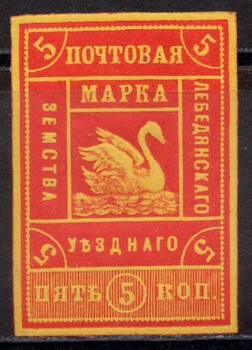 5 ПОЧТОВАЯ 5
МАРКА
ЗЕМСТВА
ЛЕБЕДЯНСКАГО
5 УѢЗДНАГО 5
ПЯТЬ 5 КОП.